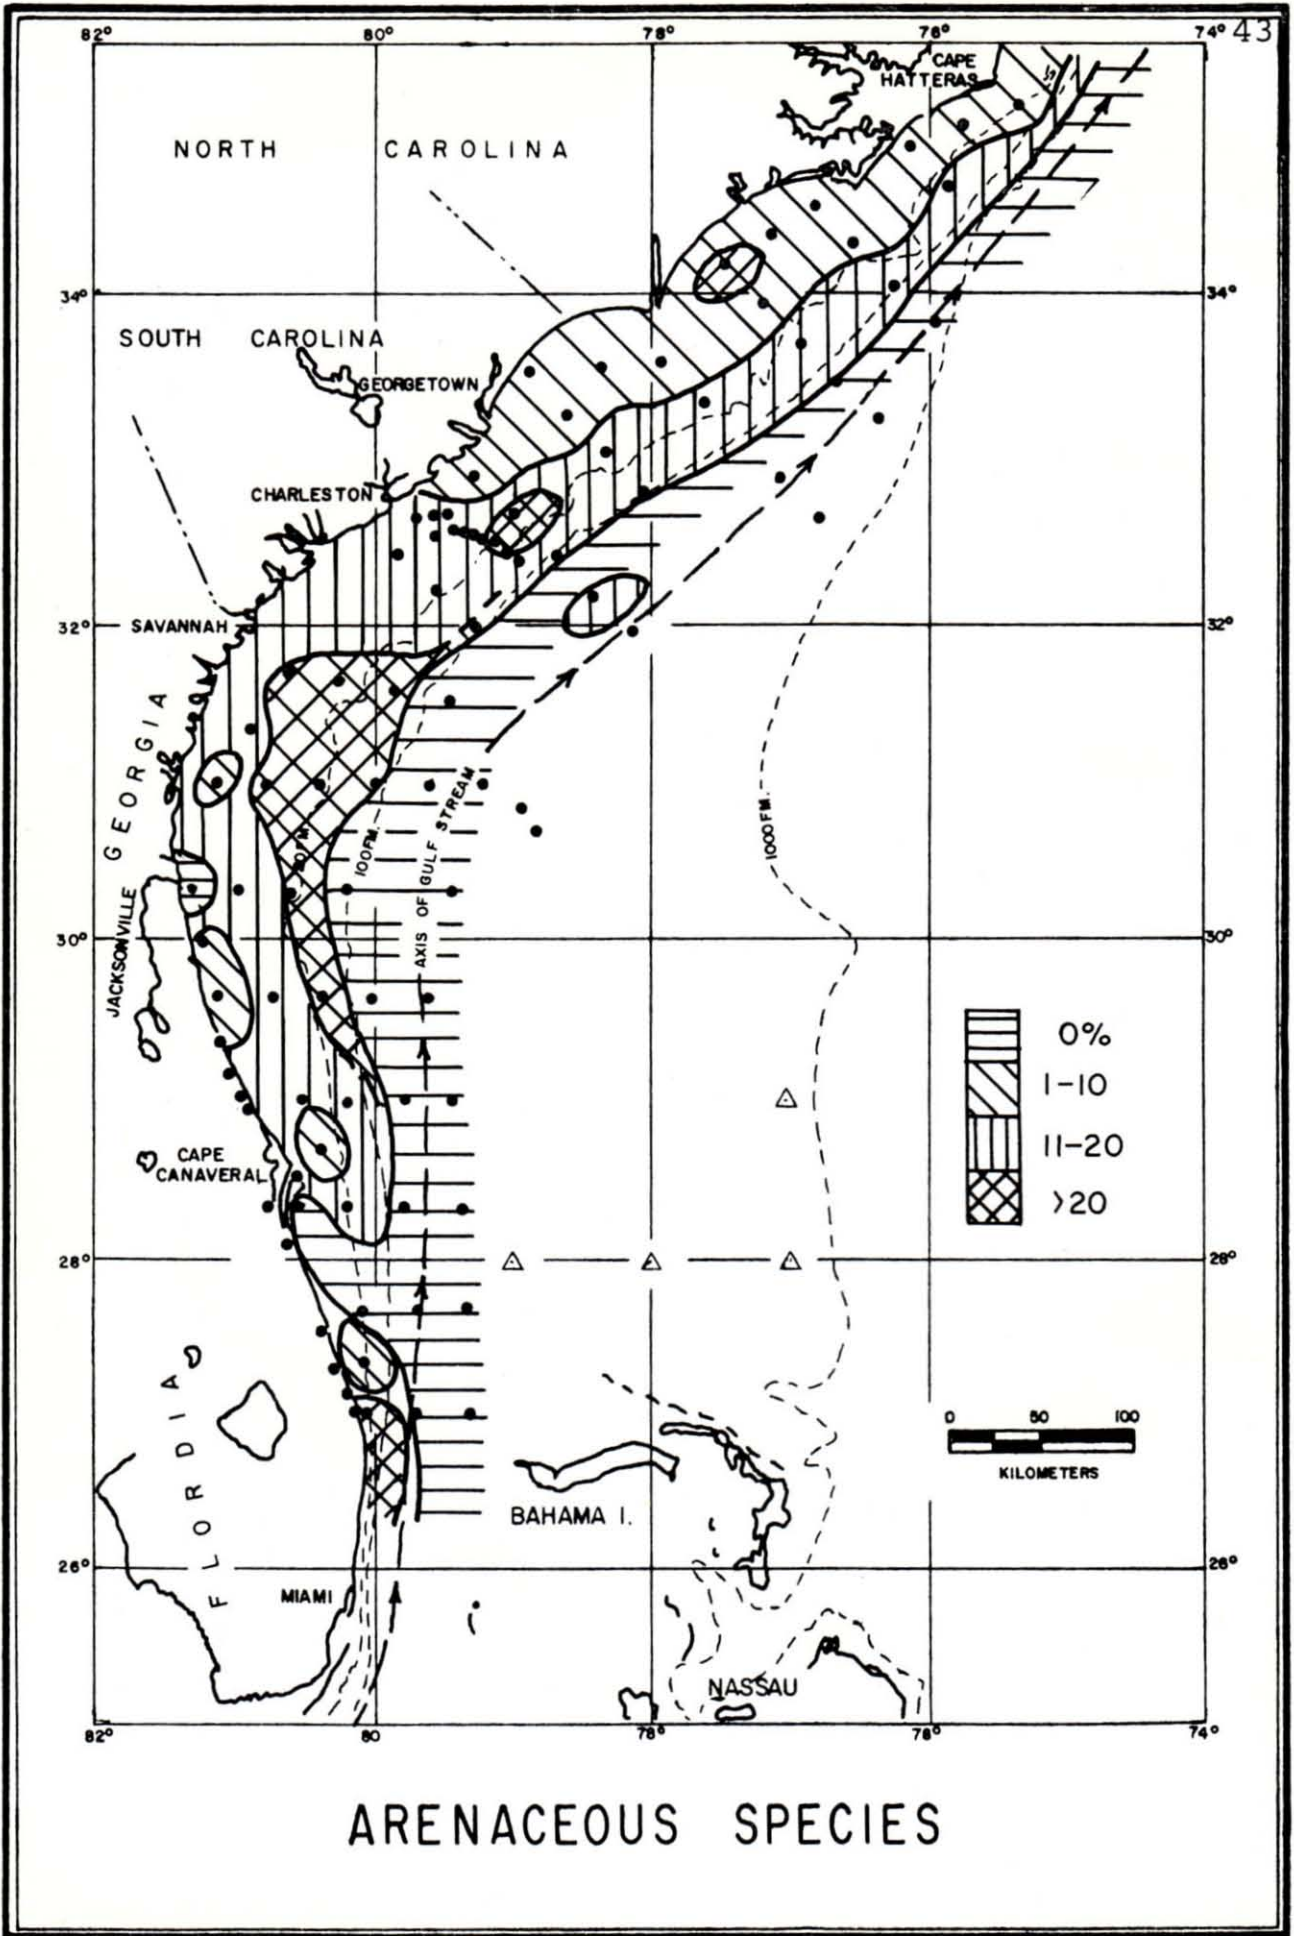 43
82° 80° 78° 76° 74°
CAPE
HATTERAS
NORTH CAROLINA
34° 34°
SOUTH CAROLINA
GEORGETOWN
CHARLESTON
SAVANNAH
32° 32°
GEORGIA
AXIS OF GULF STREAM
100FM.
1000FM.
JACKSONVILLE
30° 30°
0%
1-10
11-20
>20
CAPE
CANAVERAL
28° 28°
FLORDIA
0 50 100
KILOMETERS
BAHAMA I.
26° 26°
MIAMI
NASSAU
82° 80 78° 78° 74°
ARENACEOUS SPECIES